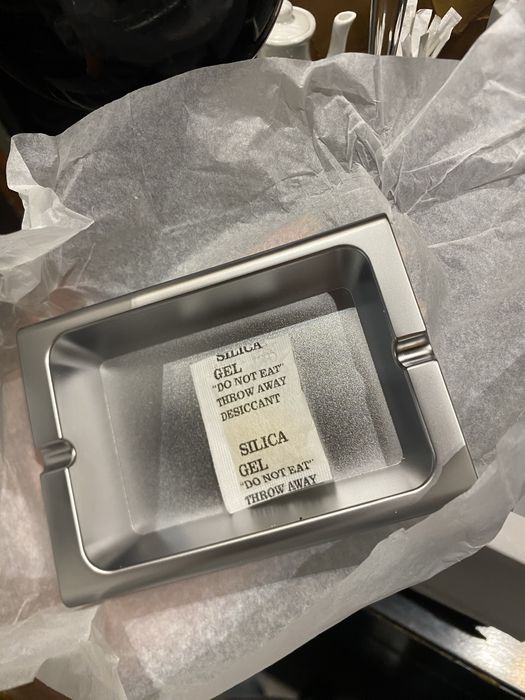 SILICA
GEL
"DO NOT EAT"
THROW AWAY
DESICCANT
SILICA
GEL
"DO NOT EAT"
THROW AWAY